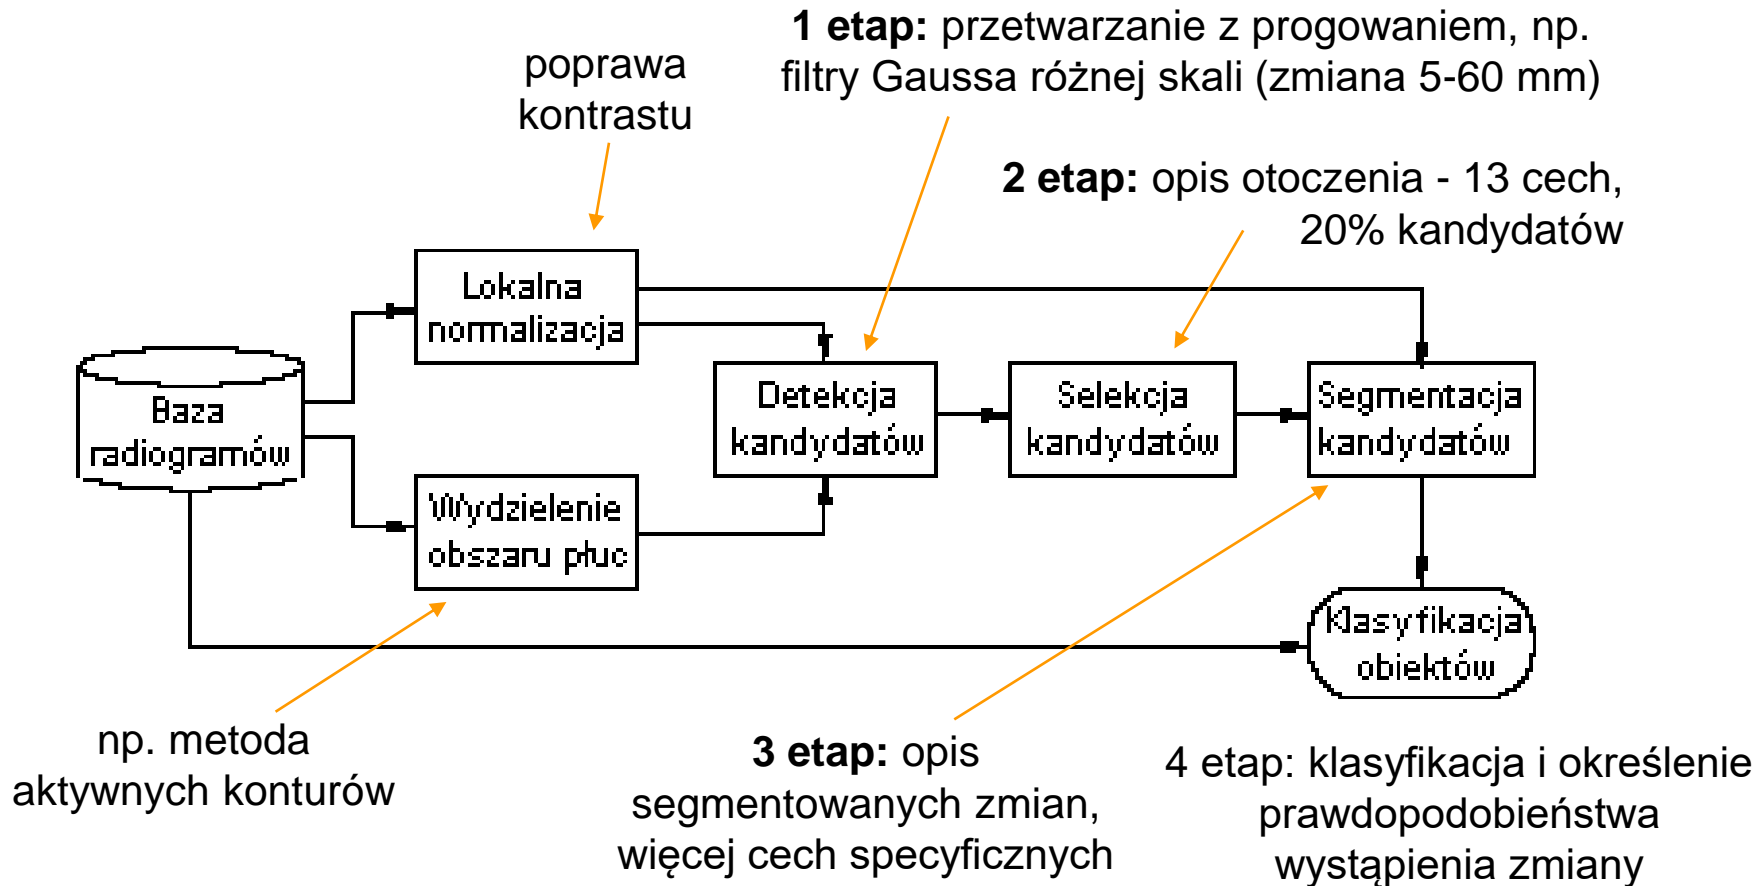 1 etap: przetwarzanie z progowaniem, np.
filtry Gaussa różnej skali (zmiana 5-60 mm)
poprawa
kontrastu
2 etap: opis otoczenia - 13 cech,
20% kandydatów
Lokalna
normalizacja
Baza
radiogramów
Detekcja
kandydatów
Selekcja
kandydatów
Segmentacja
kandydatów
Wydzielenie
obszaru płuc
Klasyfikacja
obiektów
np. metoda
aktywnych konturów
3 etap: opis
segmentowanych zmian,
więcej cech specyficznych
4 etap: klasyfikacja i określenie
prawdopodobieństwa
wystąpienia zmiany